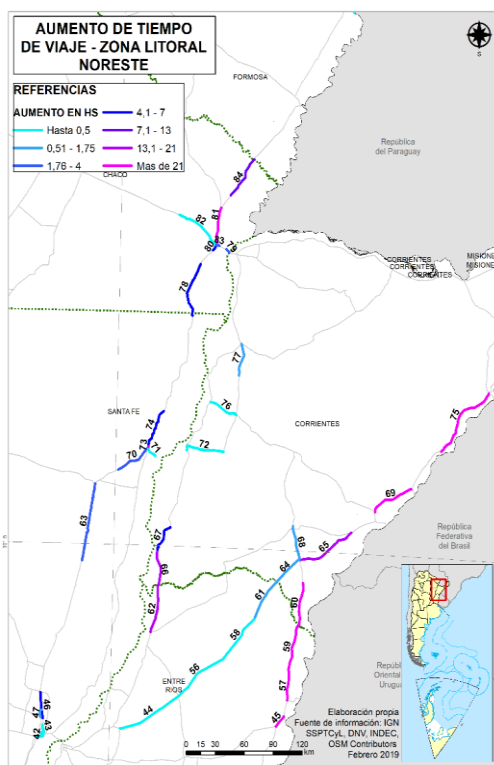 AUMENTO DE TIEMPO
DE VIAJE - ZONA LITORAL
NORESTE
S
REFERENCIAS
AUMENTO EN HS
Hasta 0,5
0,51 - 1,75
1,76 - 4
4,1 - 7
7,1 - 13
13,1 - 21
Mas de 21
FORMOSA
República
del Paraguay
CHACO
84
82
81
83
80
79
CORRIENTES
CORRIENTES
CORRIENTES
MISIONE
MISIONE
78
77
76
75
SANTA FE
CORRIENTES
74
73
71
72
70
69
63
República
Federativa
del Brasil
68
67
65
64
66
62
61
60
58
59
56
57
ENTRE
RIOS
Repúbl
Oriental
Urugua
44
45
46
47
43
42
Elaboración propia
Fuente de información: IGN
SSPTCyL, DNV, INDEC,
OSM Contributors
Febrero 2019
0 15 30 60 90 120
km